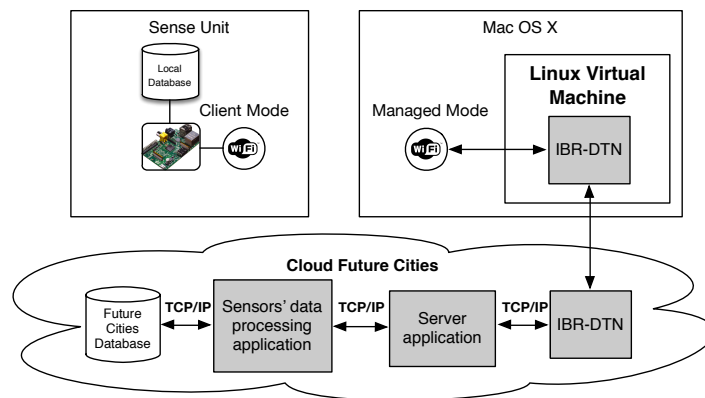 Sense Unit
Local
Database
Client Mode
WiFi
Mac OS X
Linux Virtual
Machine
Managed Mode
WiFi
IBR-DTN
Cloud Future Cities
Future
Cities
Database
TCP/IP
Sensors' data
processing
application
TCP/IP
Server
application
TCP/IP
IBR-DTN